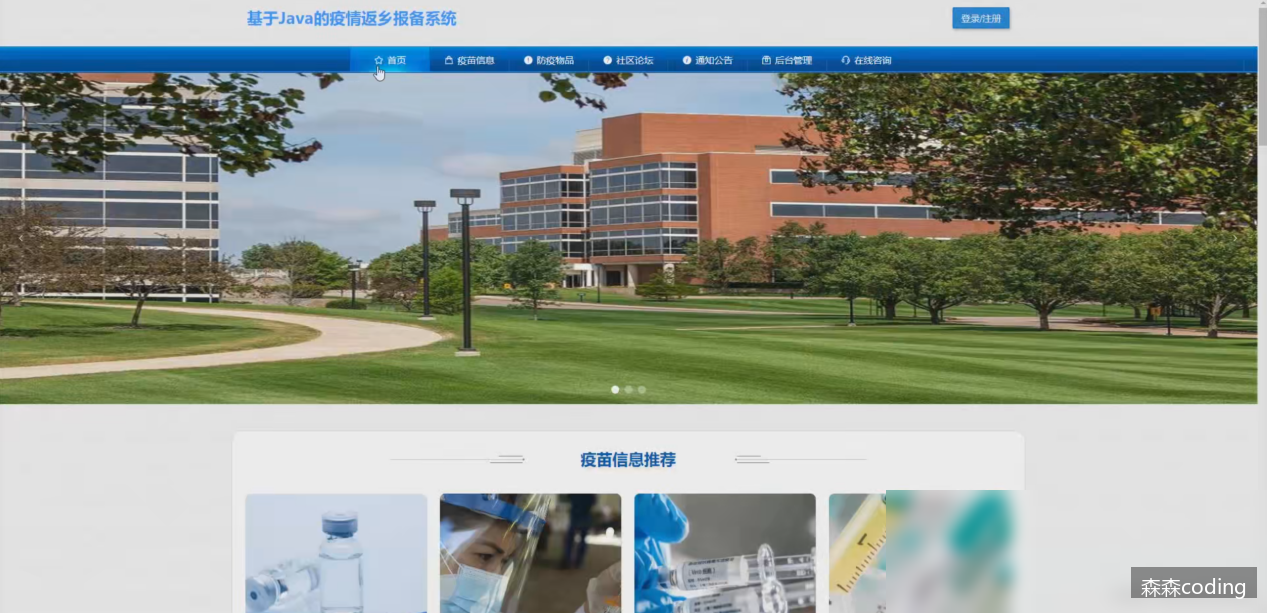 基于Java的疫情返乡报备系统
登录/注册
首页
疫苗信息
防疫物品
社区论坛
通知公告
后台管理
在线咨询
疫苗信息推荐
森森coding